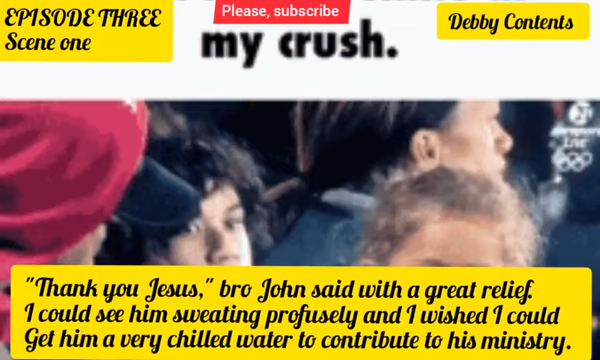 EPISODE THREE
Scene one
Please, subscribe
Debby Contents
my crush.
"Thank you Jesus," bro John said with a great relief.
I could see him sweating profusely and I wished I could
Get him a very chilled water to contribute to his ministry.